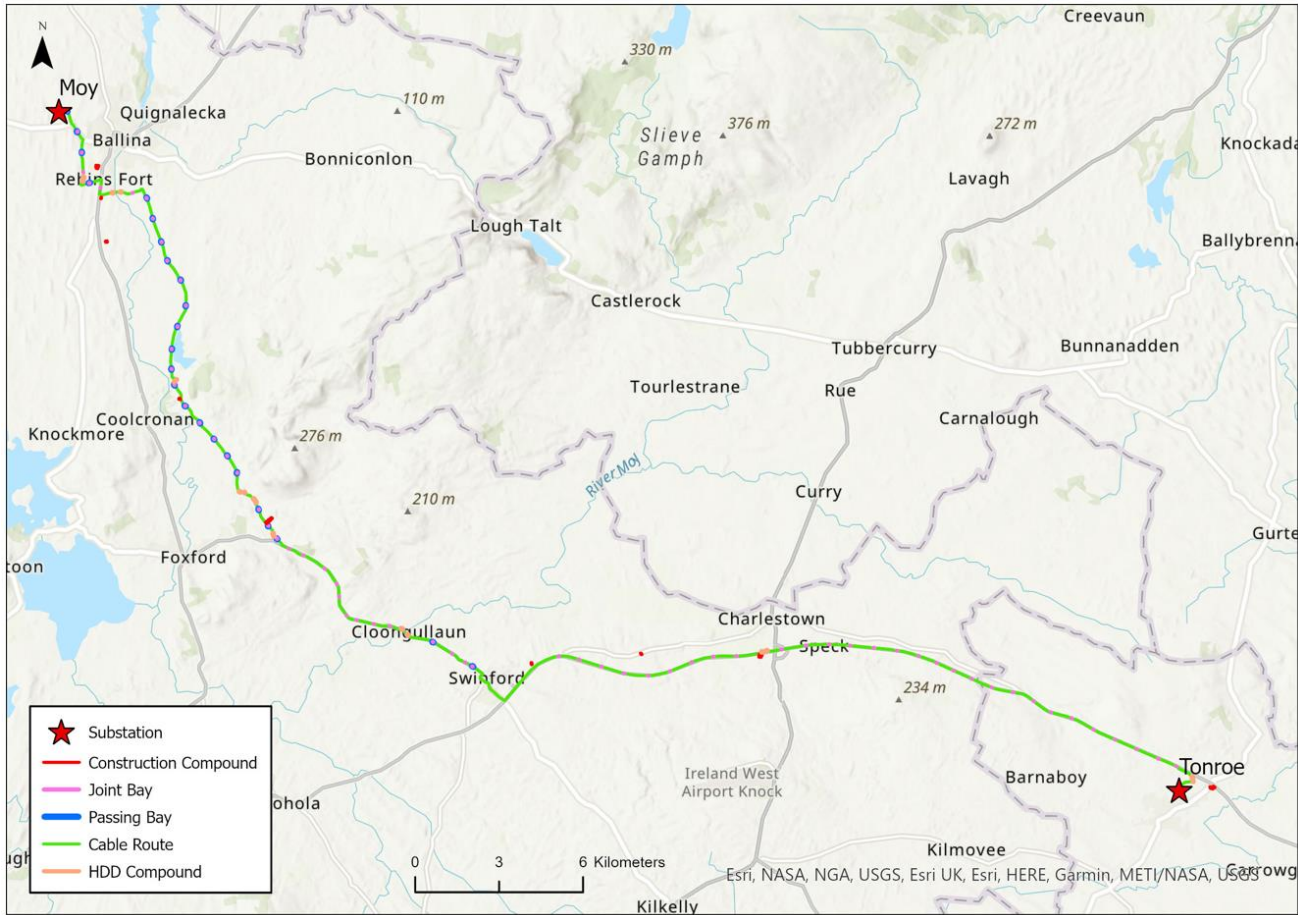 Creevaun
N
330 m
Moy
110 m
Quignalecka
Ballina
Slieve
Gamph
376 m
272 m
Knockada
Bonniconlon
Rehins Fort
Lavagh
Lough Talt
Ballybrenna
Castlerock
Tubbercurry
Bunnanadden
Tourlestrane
Rue
Coolcronan
Carnalough
Knockmore
276 m
River Moy
Curry
210 m
Gurte
Foxford
toon
Charlestown
Cloongullaun
Speck
Swinford
234 m
Substation
Construction Compound
Joint Bay
Passing Bay
Cable Route
HDD Compound
Tonroe
Ireland West
Airport Knock
Barnaboy
ohola
ugh
0 3 6 Kilometers
Kilmovee
Carrowg
Esri, NASA, NGA, USGS, Esri UK, Esri, HERE, Garmin, METI/NASA, USGS
Kilkelly